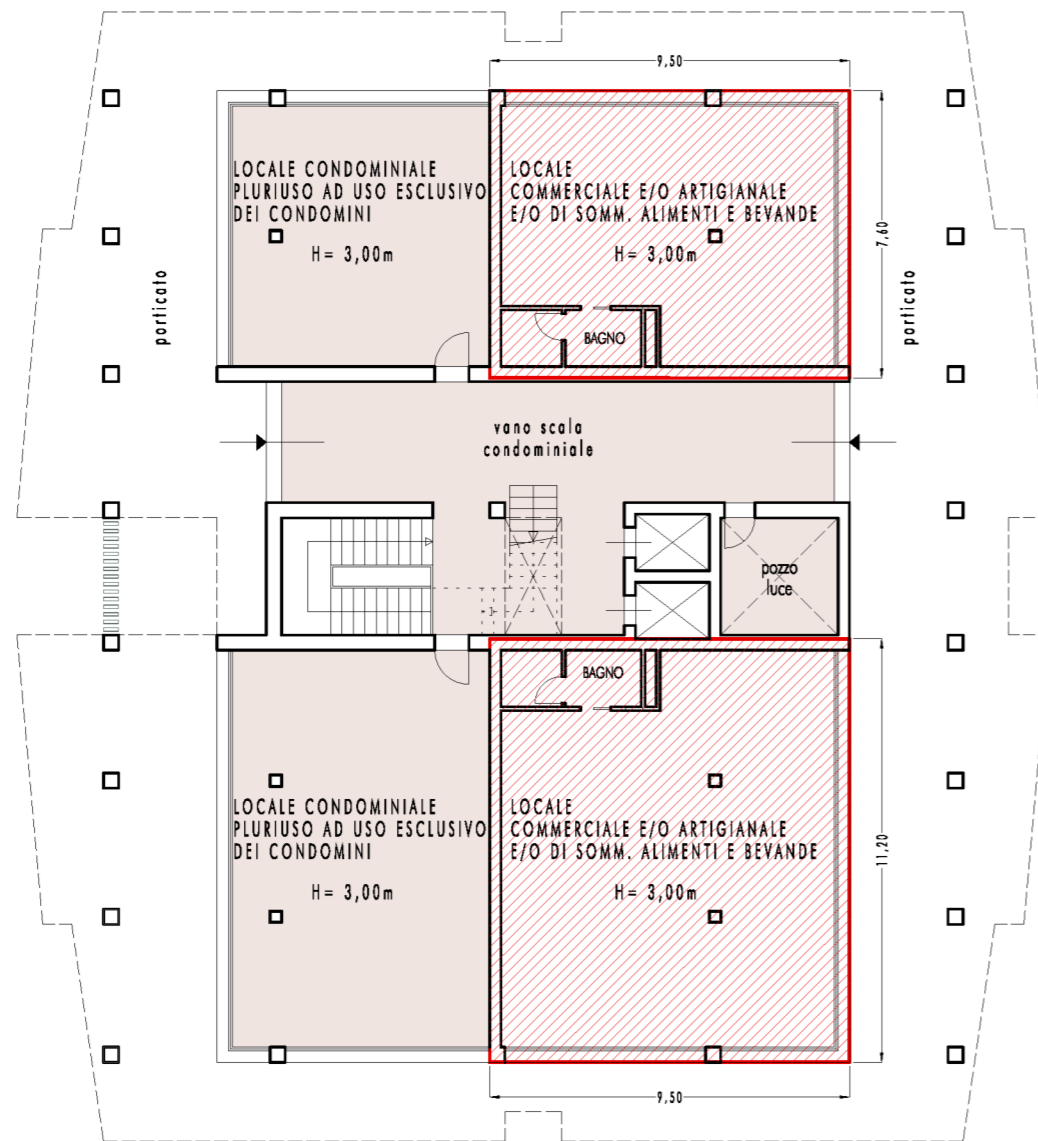 9,50
LOCALE CONDOMINIALE
PLURIUSO AD USO ESCLUSIVO
DEI CONDOMINI
H= 3,00m
LOCALE
COMMERCIALE E/O ARTIGIANALE
E/O DI SOMM. ALIMENTI E BEVANDE
H= 3,00m
7,60
porticato
porticato
BAGNO
vano scala
condominiale
pozzo
luce
BAGNO
LOCALE CONDOMINIALE
PLURIUSO AD USO ESCLUSIVO
DEI CONDOMINI
H= 3,00m
LOCALE
COMMERCIALE E/O ARTIGIANALE
E/O DI SOMM. ALIMENTI E BEVANDE
H= 3,00m
11,20
9,50